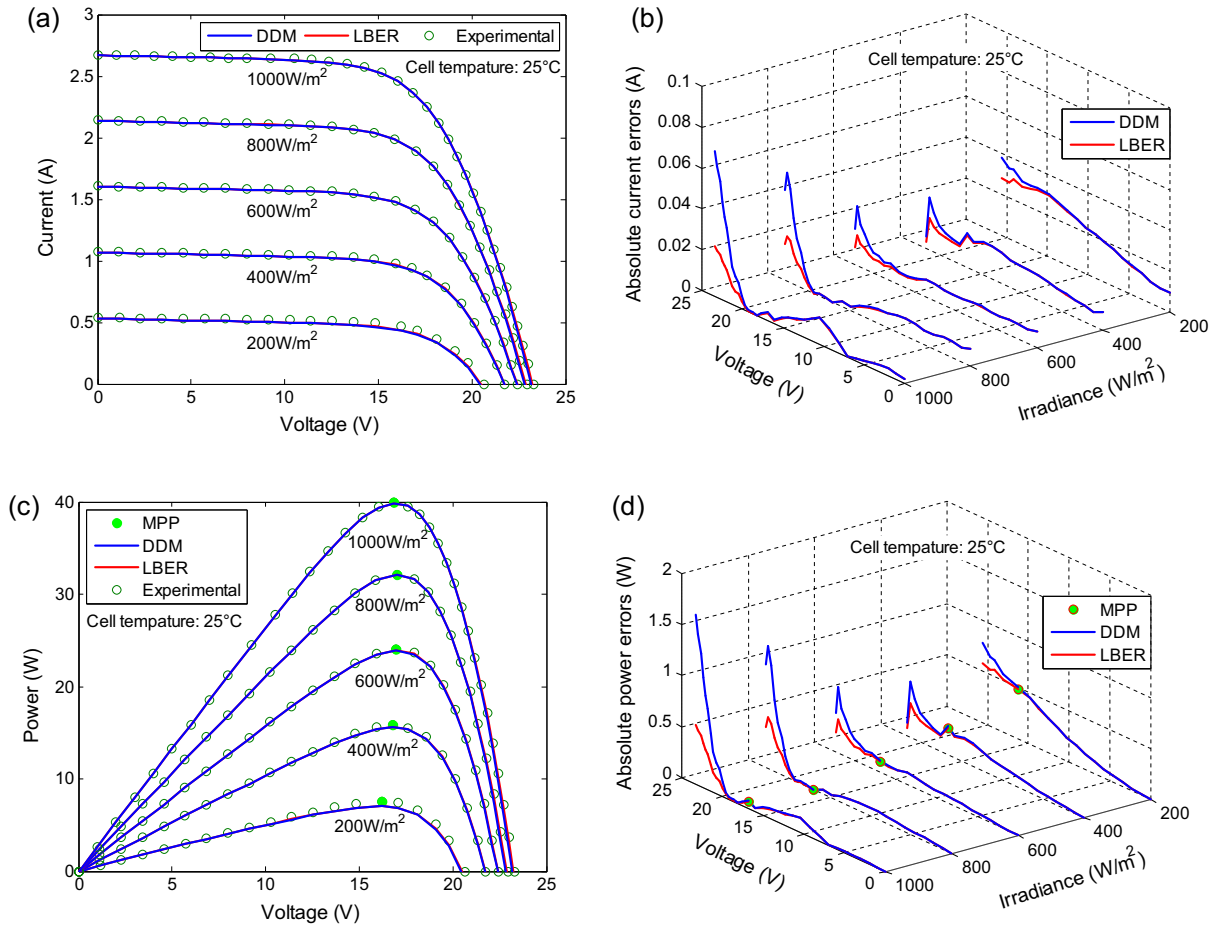 (a)
3
2.5
2
1.5
1
0.5
0
0
5
10
15
20
25
Current (A)
Voltage (V)
DDM LBER Experimental
Cell tempature: 25°C
1000W/m²
800W/m²
600W/m²
400W/m²
200W/m²
(b)
Cell tempature: 25°C
DDM
LBER
0.1
0.08
0.06
0.04
0.02
0
25
20
15
10
5
0
1000
800
600
400
200
Absolute current errors (A)
Voltage (V)
Irradiance (W/m²)
(c)
40
30
20
10
0
0
5
10
15
20
25
Power (W)
Voltage (V)
MPP
DDM
LBER
Experimental
Cell tempature: 25°C
1000W/m²
800W/m²
600W/m²
400W/m²
200W/m²
(d)
Cell tempature: 25°C
MPP
DDM
LBER
2
1.5
1
0.5
0
25
20
15
10
5
0
1000
800
600
400
200
Absolute power errors (W)
Voltage (V)
Irradiance (W/m²)